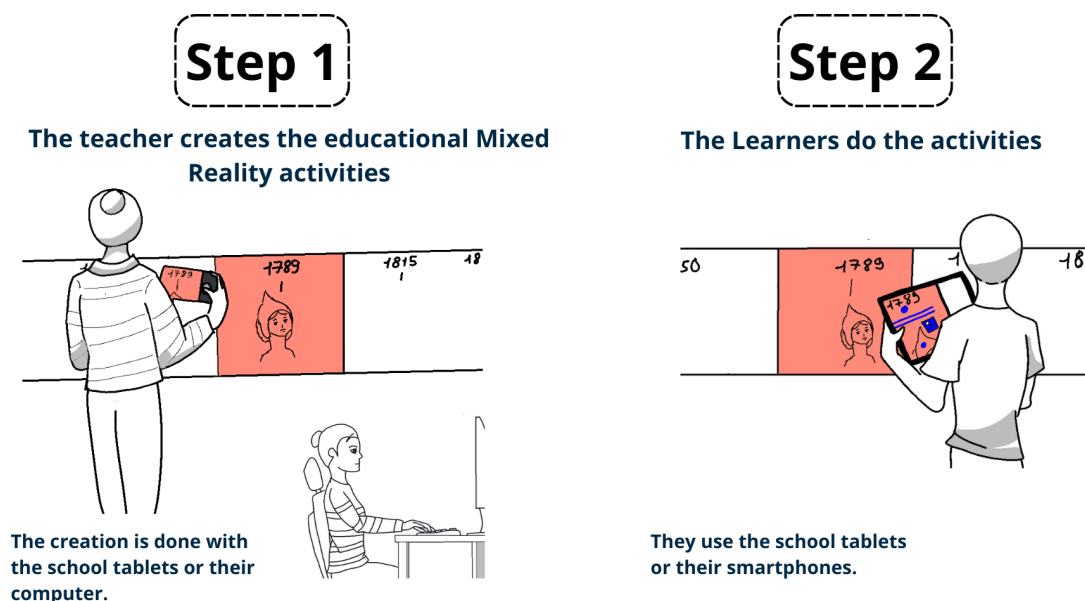 Step 1
The teacher creates the educational Mixed
Reality activities
1789
1789
1815
18
The creation is done with
the school tablets or their
computer.
Step 2
The Learners do the activities
50
1789
1789
1
18
They use the school tablets
or their smartphones.